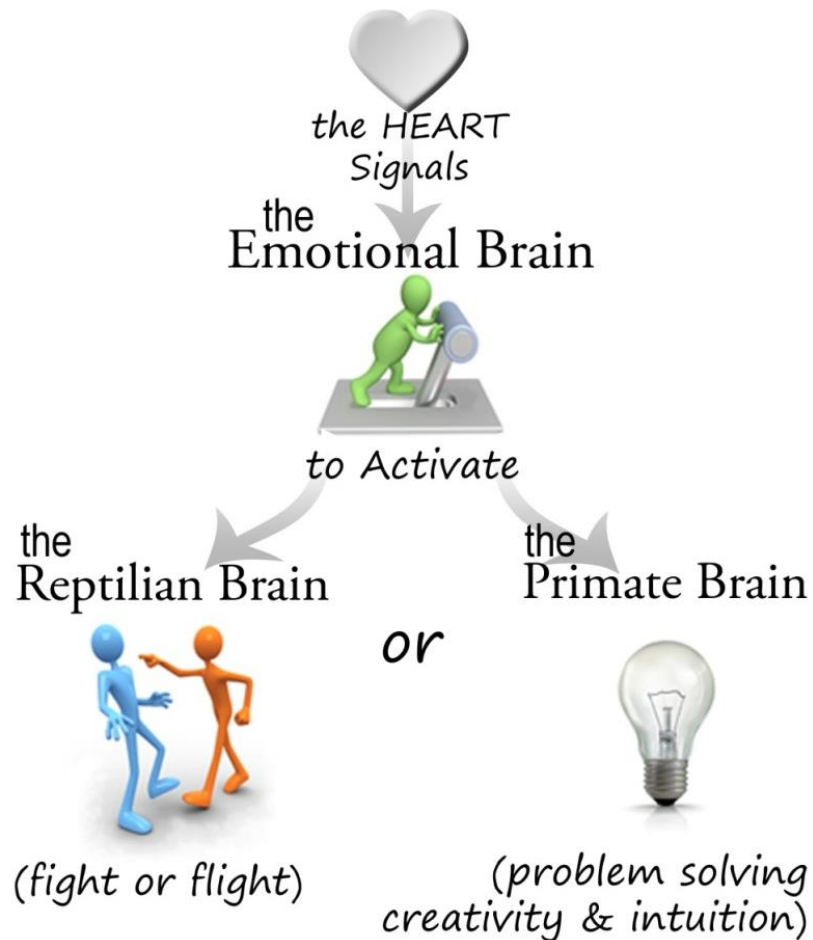 the HEART
Signals
the
Emotional Brain
to Activate
the
Reptilian Brain
or
the
Primate Brain
(fight or flight)
(problem solving
creativity & intuition)